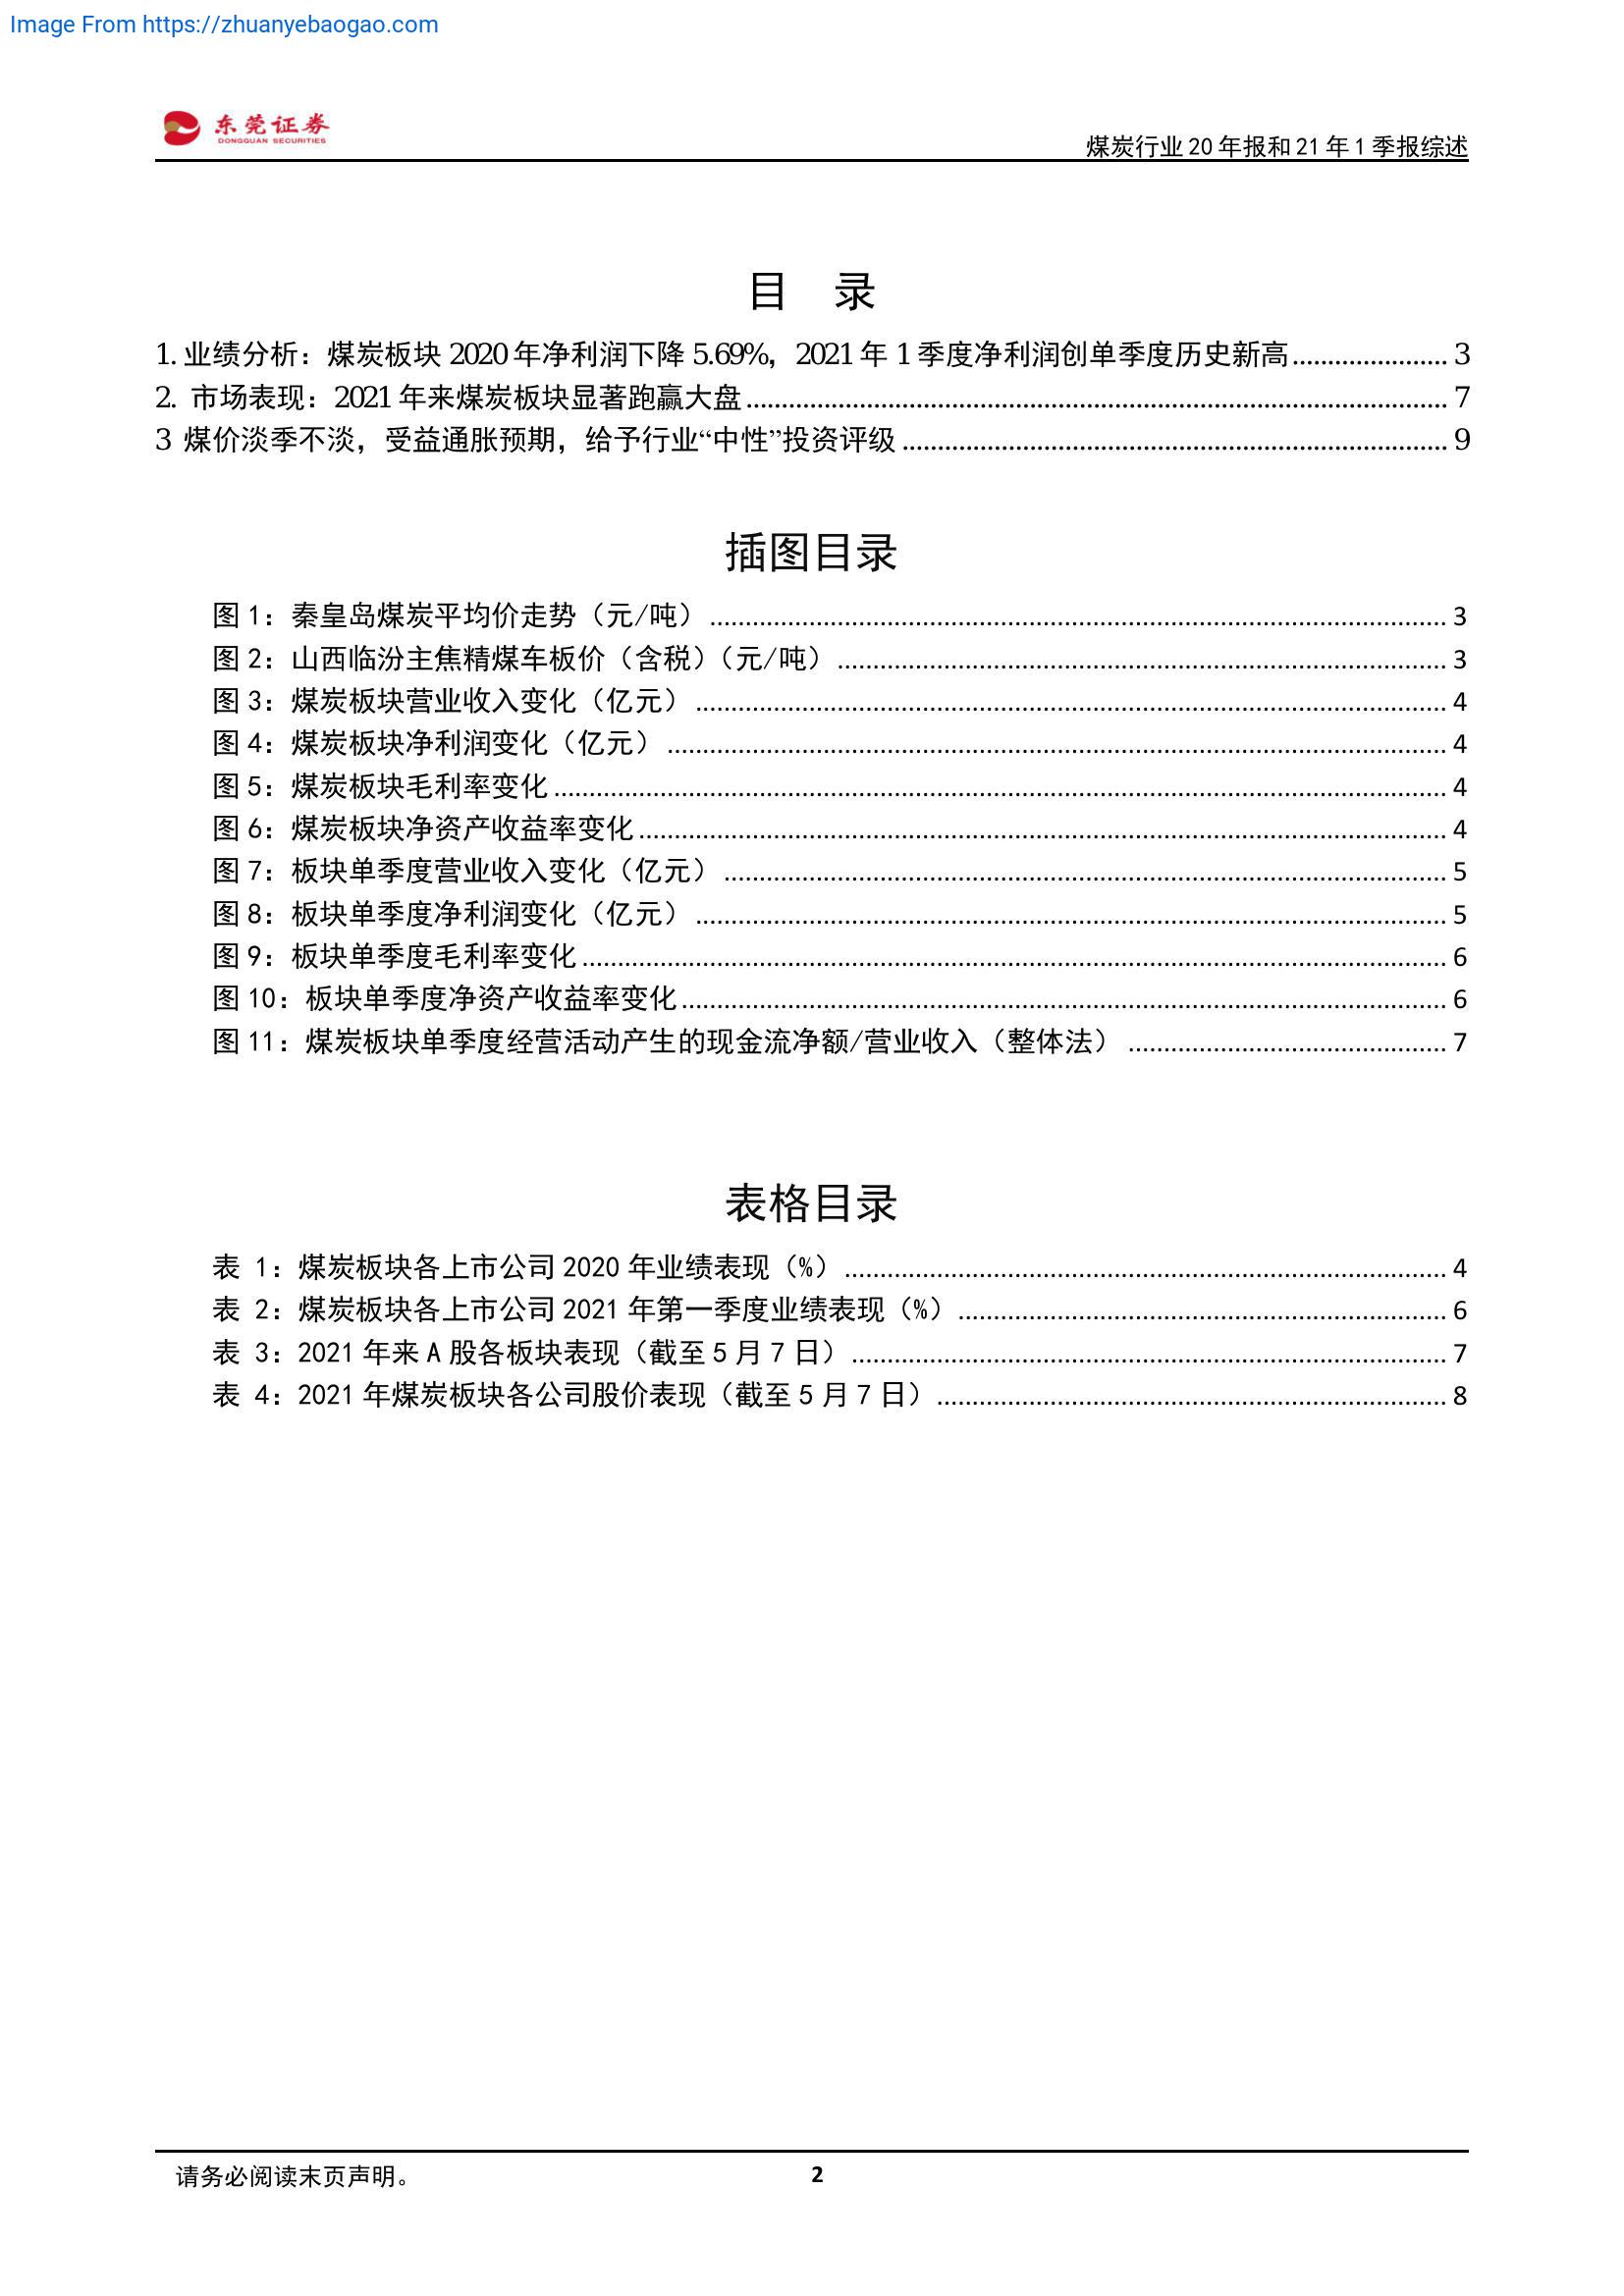 Image From https://zhuanyebaogao.com
东莞证券
DONGGUAN SECURITIES
煤炭行业 20 年报和 21 年 1 季报综述
目 录
1. 业绩分析：煤炭板块 2020 年净利润下降 5.69%，2021 年 1 季度净利润创单季度历史新高...................... 3
2. 市场表现：2021 年来煤炭板块显著跑赢大盘.................................................................................................... 7
3 煤价淡季不淡，受益通胀预期，给予行业“中性”投资评级.............................................................................. 9
插图目录
图 1：秦皇岛煤炭平均价走势（元/吨）........................................................................................................ 3
图 2：山西临汾主焦精煤车板价（含税）（元/吨）...................................................................................... 3
图 3：煤炭板块营业收入变化（亿元）.......................................................................................................... 4
图 4：煤炭板块净利润变化（亿元）.............................................................................................................. 4
图 5：煤炭板块毛利率变化.............................................................................................................................. 4
图 6：煤炭板块净资产收益率变化.................................................................................................................. 4
图 7：板块单季度营业收入变化（亿元）...................................................................................................... 5
图 8：板块单季度净利润变化（亿元）.......................................................................................................... 5
图 9：板块单季度毛利率变化.......................................................................................................................... 6
图 10：板块单季度净资产收益率变化............................................................................................................ 6
图 11：煤炭板块单季度经营活动产生的现金流净额/营业收入（整体法）............................................. 7
表格目录
表 1：煤炭板块各上市公司 2020 年业绩表现（%）..................................................................................... 4
表 2：煤炭板块各上市公司 2021 年第一季度业绩表现（%）..................................................................... 6
表 3：2021 年来 A 股各板块表现（截至 5 月 7 日）.................................................................................... 7
表 4：2021 年煤炭板块各公司股价表现（截至 5 月 7 日）........................................................................ 8
请务必阅读末页声明。
2